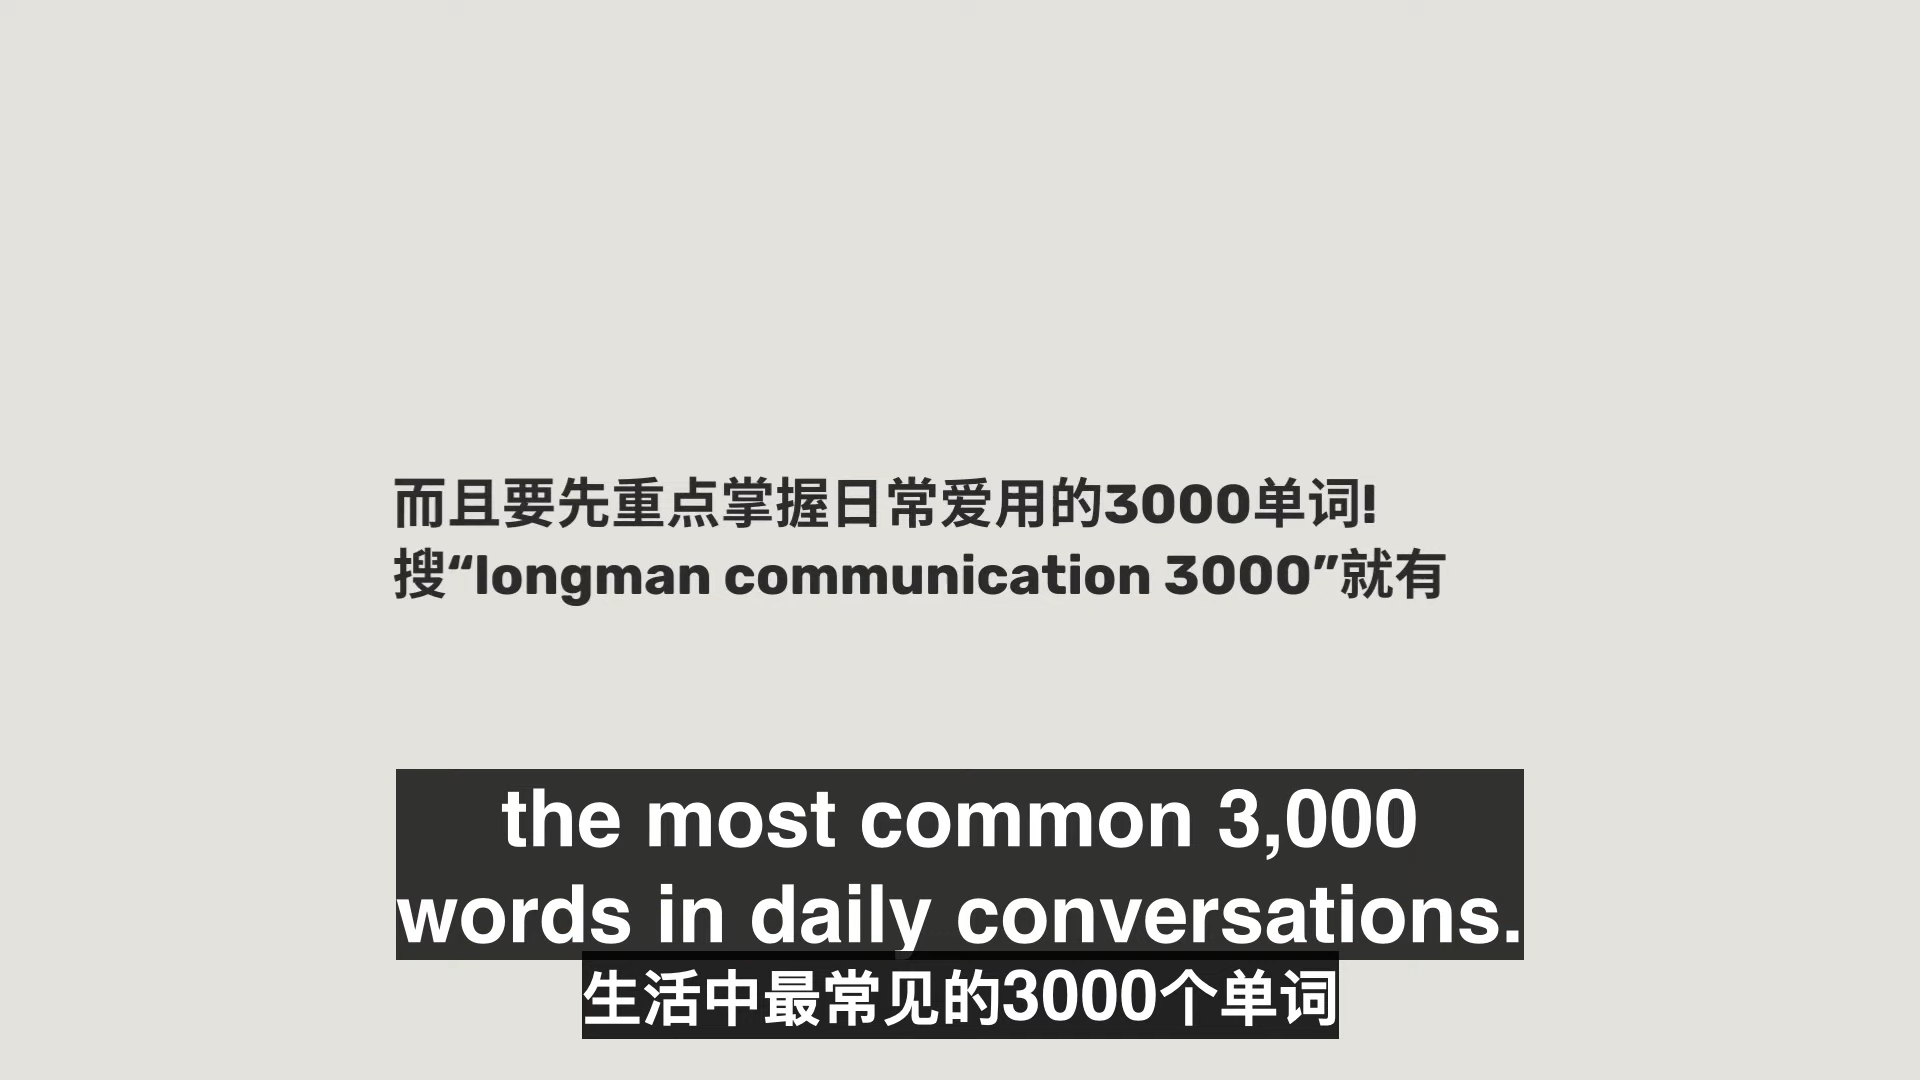 而且要先重点掌握日常爱用的3000单词!
搜“longman communication 3000”就有
the most common 3,000
words in daily conversations.
生活中最常见的3000个单词